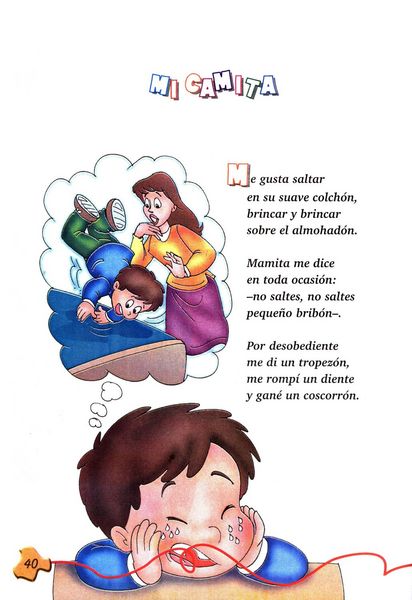 MI CAMITA
Me gusta saltar
en su suave colchón,
brincar y brincar
sobre el almohadón.
Mamita me dice
en toda ocasión:
–no saltes, no saltes
pequeño bribón–.
Por desobediente
me di un tropezón,
me rompí un diente
y gané un coscorrón.
40